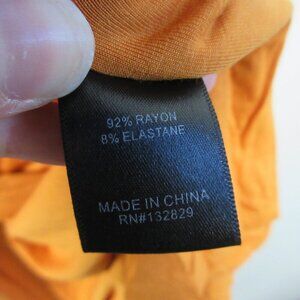 92% RAYON
8% ELASTANE
MADE IN CHINA
RN#132829